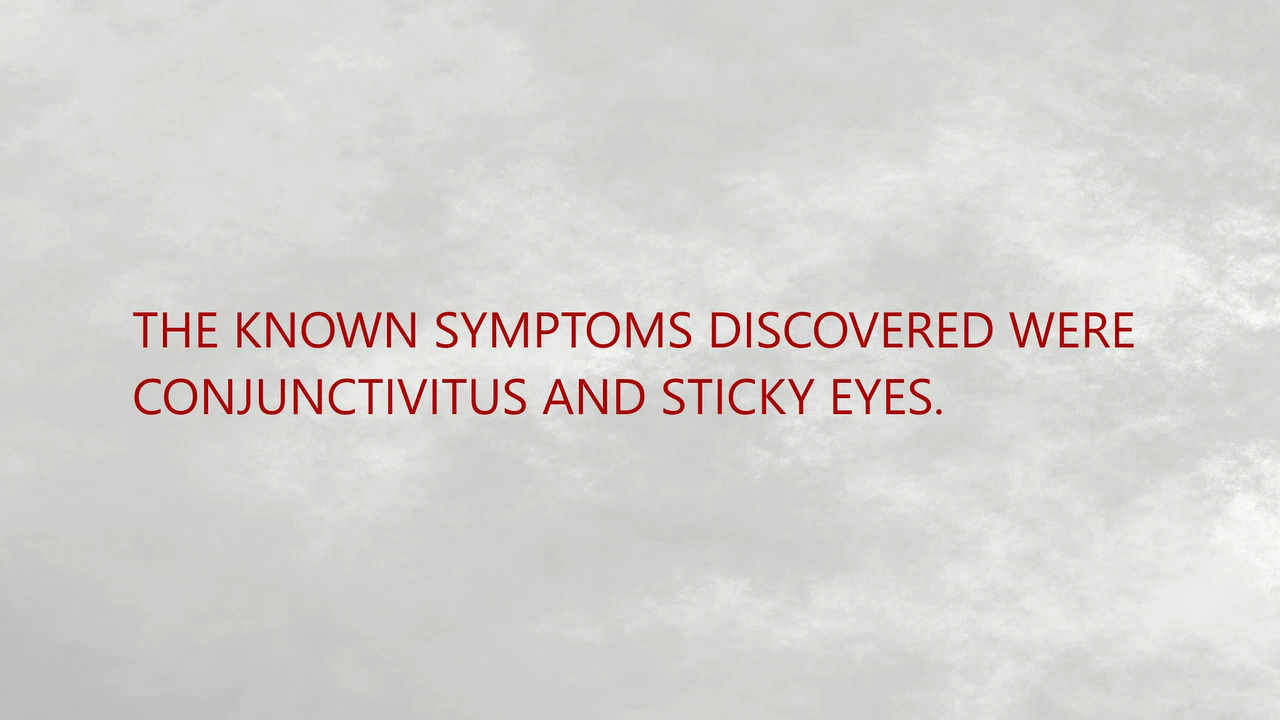 THE KNOWN SYMPTOMS DISCOVERED WERE
CONJUNCTIVITUS AND STICKY EYES.